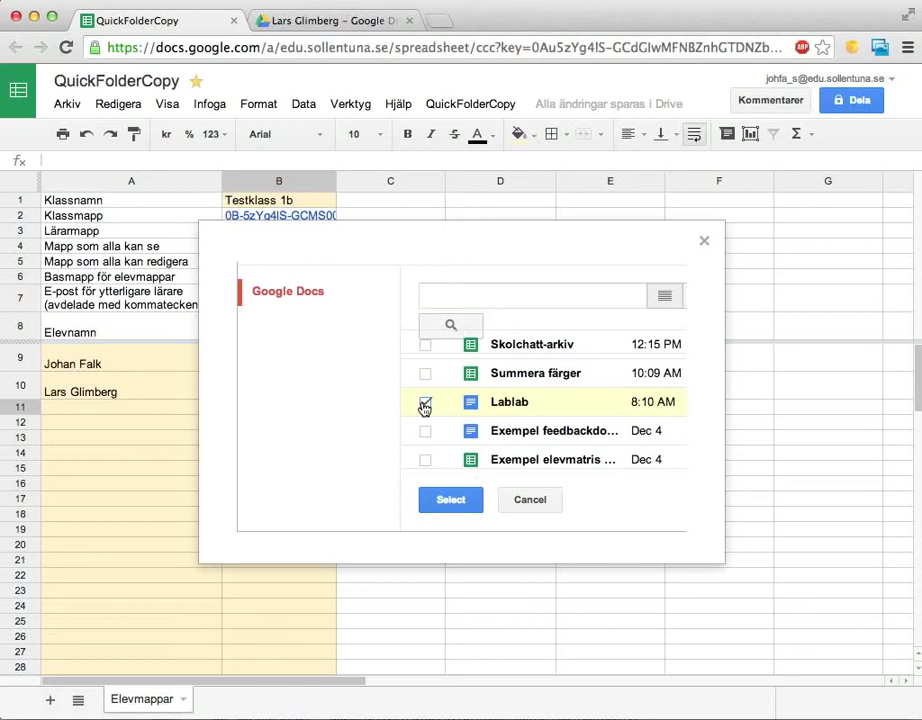 QuickFolderCopy
Lars Glimberg – Google D
https://docs.google.com/a/edu.sollentuna.se/spreadsheet/ccc?key=0Au5zYg4lS-GCdGlwMFNBZnhGTDNZb...
QuickFolderCopy
johfa_s@edu.sollentuna.se
Arkiv Redigera Visa Infoga Format Data Verktyg Hjälp QuickFolderCopy Alla ändringar sparas i Drive
Kommentarer Dela
kr % 123 Arial 10 B I S A Σ
fx
A B C D E F G
1 Klassnamn Testklass 1b
2 Klassmapp 0B-5zYg4lS-GCMS00
3 Lärarmapp
4 Mapp som alla kan se
5 Mapp som alla kan redigera
6 Basmapp för elevmappar
7 E-post för ytterligare lärare
(avdelade med kommatecken
8 Elevnamn
9 Johan Falk
10 Lars Glimberg
11
12
13
14
15
16
17
18
19
20
21
22
23
24
25
26
27
28
Google Docs
Skolchatt-arkiv 12:15 PM
Summera färger 10:09 AM
Lablab 8:10 AM
Exempel feedbackdo... Dec 4
Exempel elevmatris ... Dec 4
Select Cancel
Elevmappar